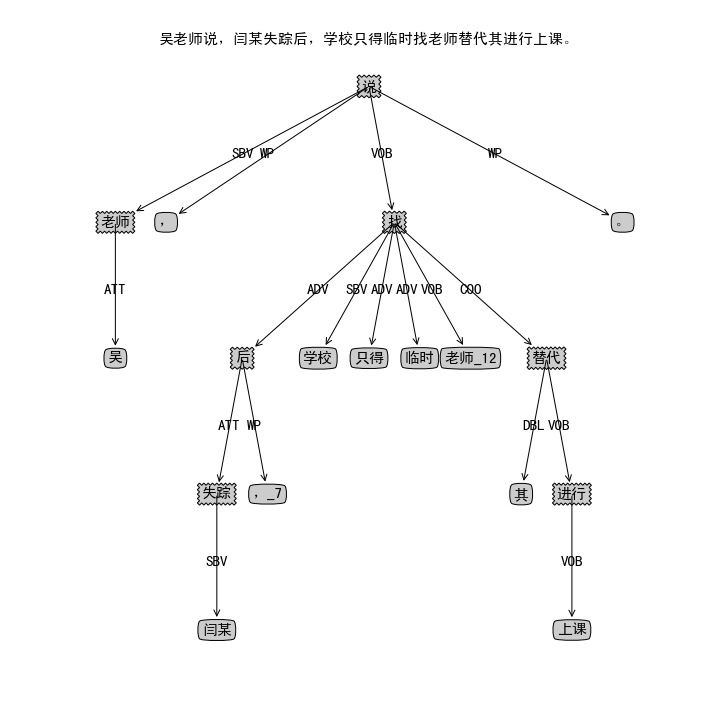 吴老师说，闫某失踪后，学校只得临时找老师替代其进行上课。
说
SBV WP VOB WP
老师 ， 找 。
ATT ADV SBV ADV ADV VOB COO
吴 后 学校 只得 临时 老师_12 替代
ATT WP DBL VOB
失踪 ，_7 其 进行
SBV VOB
闫某 上课